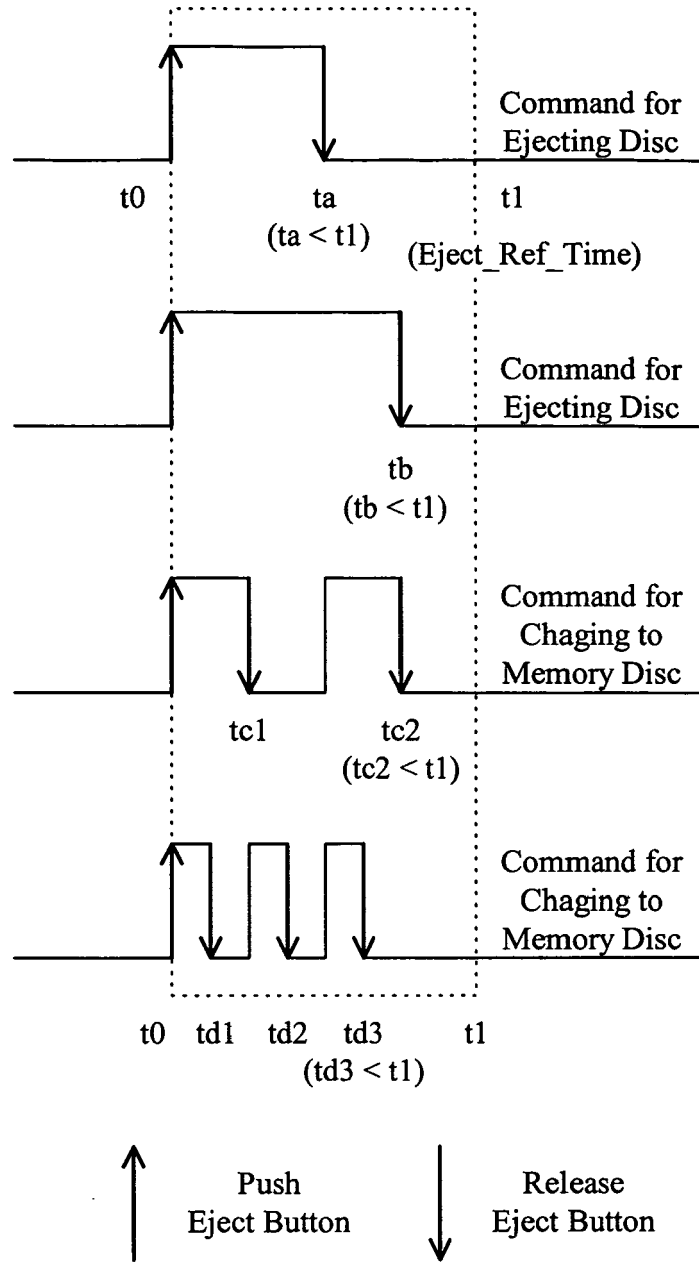 Command for
Ejecting Disc
t0 ta t1
(ta < t1)
(Eject_Ref_Time)
Command for
Ejecting Disc
tb
(tb < t1)
Command for
Chaging to
Memory Disc
tc1 tc2
(tc2 < t1)
Command for
Chaging to
Memory Disc
t0 td1 td2 td3 t1
(td3 < t1)
Push
Eject Button
Release
Eject Button